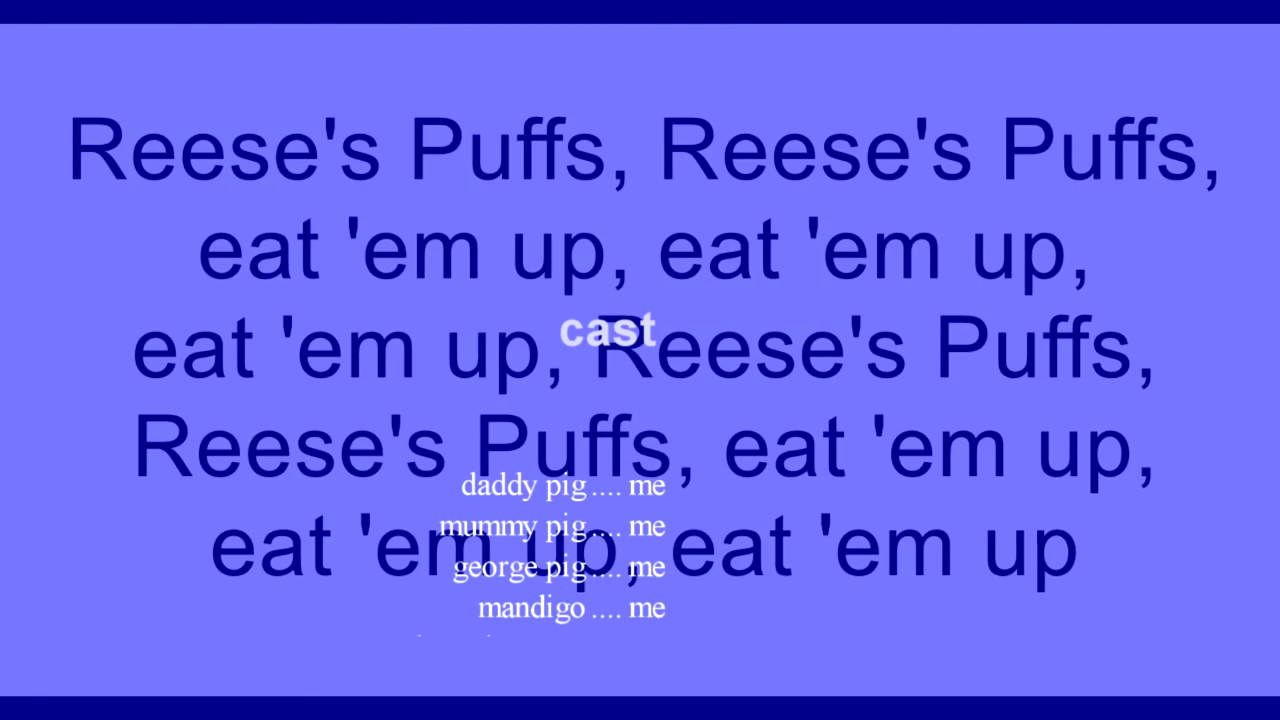 Reese's Puffs, Reese's Puffs,
eat 'em up, eat 'em up,
cast
eat 'em up, Reese's Puffs,
Reese's Puffs, eat 'em up,
daddy pig .... me
mummy pig .... me
eat 'em up, eat 'em up
george pig .... me
mandigo .... me